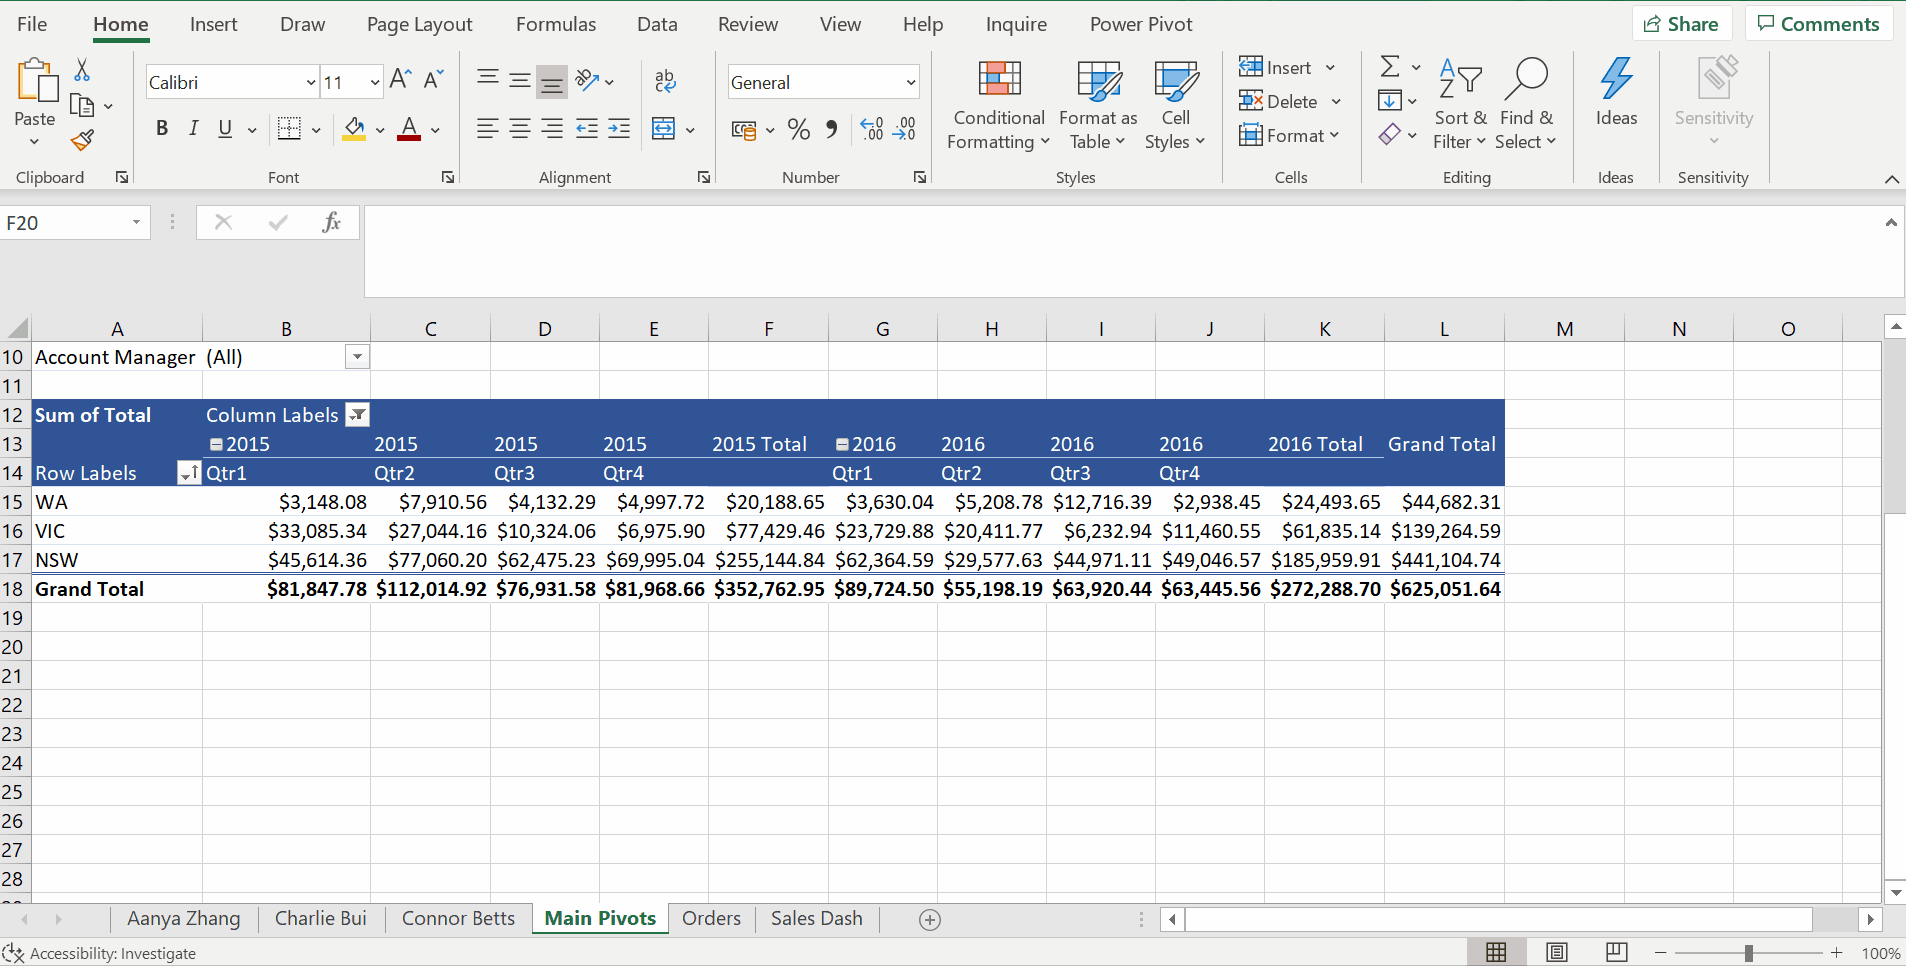 File Home Insert Draw Page Layout Formulas Data Review View Help Inquire Power Pivot Share Comments
Paste
Calibri 11
B I U
ab
General
% 
Conditional Formatting
Format as Table
Cell Styles
Insert
Delete
Format
Sort & Filter
Find & Select
Ideas
Sensitivity
Clipboard Font Alignment Number Styles Cells Editing Ideas Sensitivity
F20 fx
A B C D E F G H I J K L M N O
10 Account Manager (All)
11
12 Sum of Total Column Labels
13 2015 2015 2015 2015 2015 Total 2016 2016 2016 2016 2016 Total Grand Total
14 Row Labels Qtr1 Qtr2 Qtr3 Qtr4 Qtr1 Qtr2 Qtr3 Qtr4
15 WA $3,148.08 $7,910.56 $4,132.29 $4,997.72 $20,188.65 $3,630.04 $5,208.78 $12,716.39 $2,938.45 $24,493.65 $44,682.31
16 VIC $33,085.34 $27,044.16 $10,324.06 $6,975.90 $77,429.46 $23,729.88 $20,411.77 $6,232.94 $11,460.55 $61,835.14 $139,264.59
17 NSW $45,614.36 $77,060.20 $62,475.23 $69,995.04 $255,144.84 $62,364.59 $29,577.63 $44,971.11 $49,046.57 $185,959.91 $441,104.74
18 Grand Total $81,847.78 $112,014.92 $76,931.58 $81,968.66 $352,762.95 $89,724.50 $55,198.19 $63,920.44 $63,445.56 $272,288.70 $625,051.64
19
20
21
22
23
24
25
26
27
28
Aanya Zhang Charlie Bui Connor Betts Main Pivots Orders Sales Dash
Accessibility: Investigate 100%